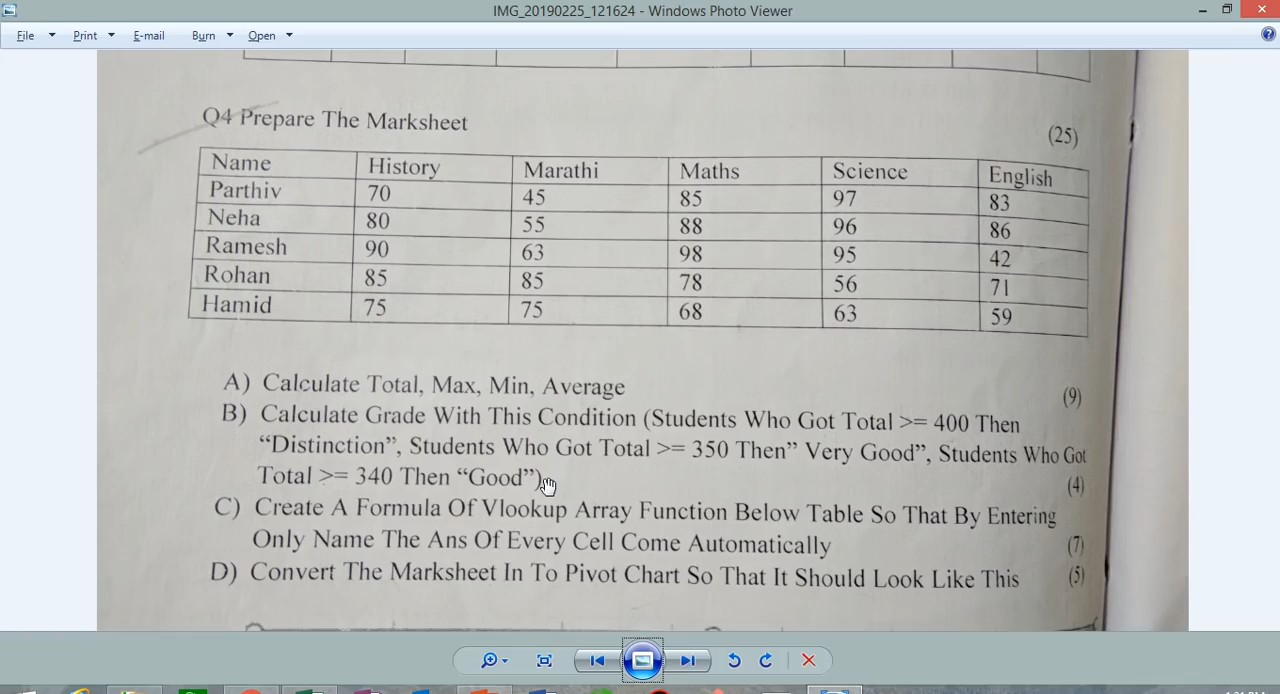 IMG_20190225_121624 - Windows Photo Viewer
File Print E-mail Burn Open
Q4 Prepare The Marksheet
(25)
Name History Marathi Maths Science English
Parthiv 70 45 85 97 83
Neha 80 55 88 96 86
Ramesh 90 63 98 95 42
Rohan 85 85 78 56 71
Hamid 75 75 68 63 59
A) Calculate Total, Max, Min, Average (9)
B) Calculate Grade With This Condition (Students Who Got Total >= 400 Then
“Distinction”, Students Who Got Total >= 350 Then” Very Good”, Students Who Got
Total >= 340 Then “Good”) (4)
C) Create A Formula Of Vlookup Array Function Below Table So That By Entering
Only Name The Ans Of Every Cell Come Automatically (7)
D) Convert The Marksheet In To Pivot Chart So That It Should Look Like This (5)